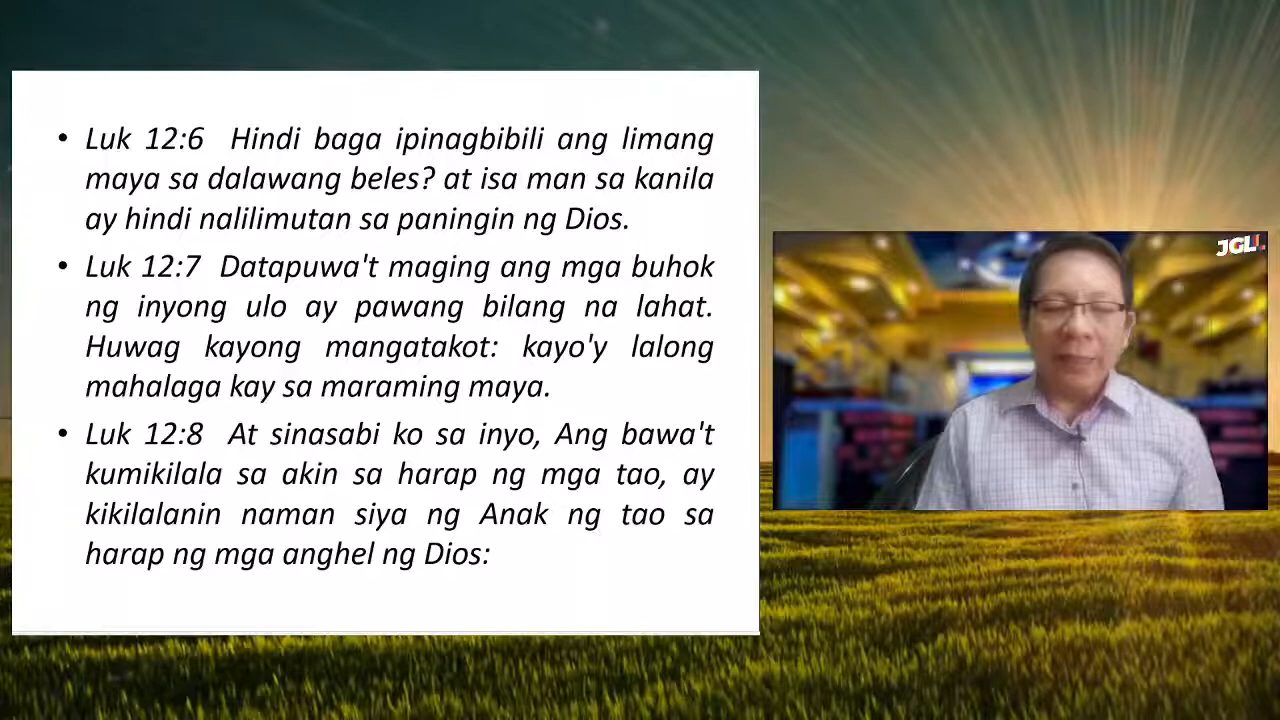 • Luk 12:6 Hindi baga ipinagbibili ang limang
maya sa dalawang beles? at isa man sa kanila
ay hindi nalilimutan sa paningin ng Dios.
• Luk 12:7 Datapuwa't maging ang mga buhok
ng inyong ulo ay pawang bilang na lahat.
Huwag kayong mangatakot: kayo'y lalong
mahalaga kay sa maraming maya.
• Luk 12:8 At sinasabi ko sa inyo, Ang bawa't
kumikilala sa akin sa harap ng mga tao, ay
kikilalanin naman siya ng Anak ng tao sa
harap ng mga anghel ng Dios: